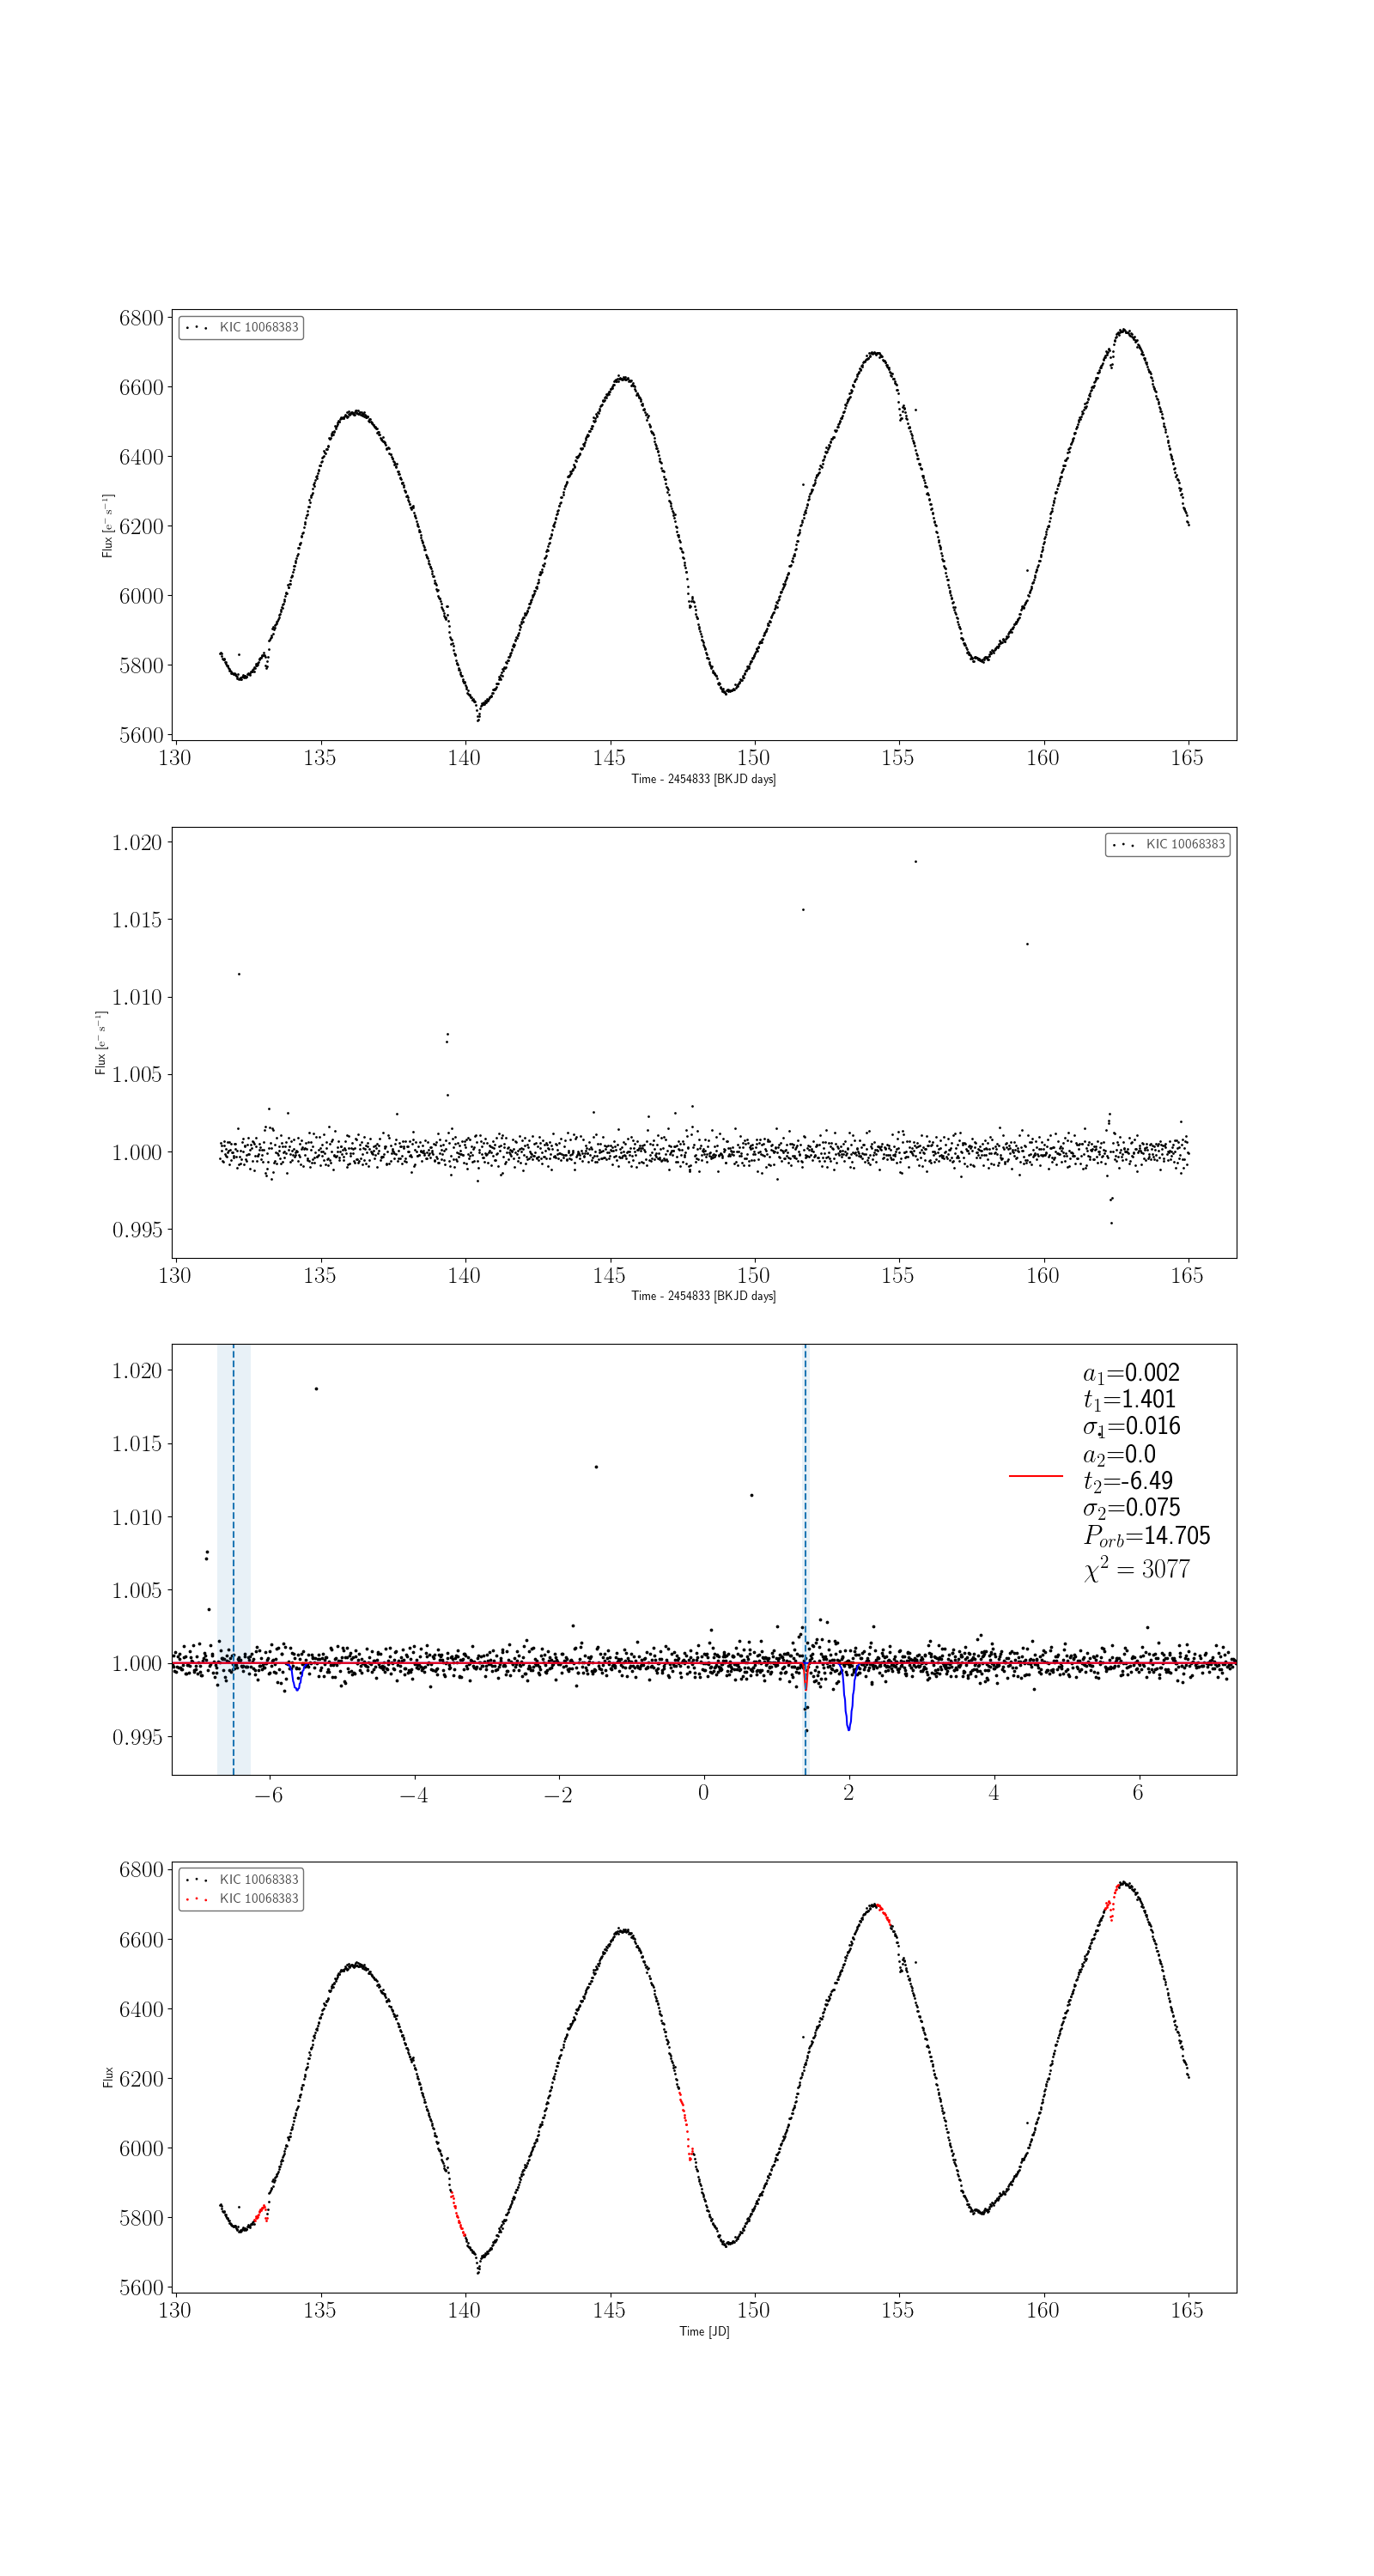 6800
6600
6400
6200
6000
5800
5600
Flux [e⁻ s⁻¹]
KIC 10068383
130 135 140 145 150 155 160 165
Time - 2454833 [BKJD days]
1.020
1.015
1.010
1.005
1.000
0.995
Flux [e⁻ s⁻¹]
KIC 10068383
130 135 140 145 150 155 160 165
Time - 2454833 [BKJD days]
1.020
1.015
1.010
1.005
1.000
0.995
a₁=0.002
t₁=1.401
σ₁=0.016
a₂=0.0
t₂=-6.49
σ₂=0.075
P_orb=14.705
χ² = 3077
−6 −4 −2 0 2 4 6
6800
6600
6400
6200
6000
5800
5600
Flux
KIC 10068383
KIC 10068383
130 135 140 145 150 155 160 165
Time [JD]